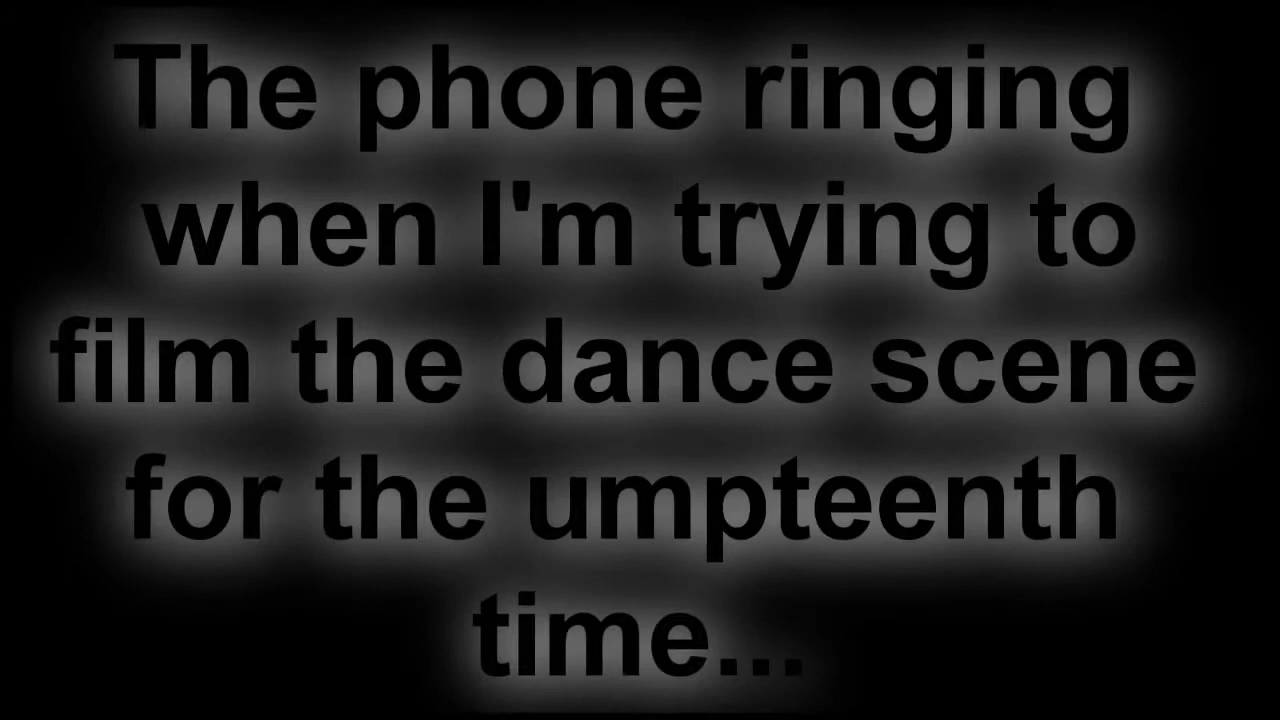 The phone ringing
when I'm trying to
film the dance scene
for the umpteenth
time...